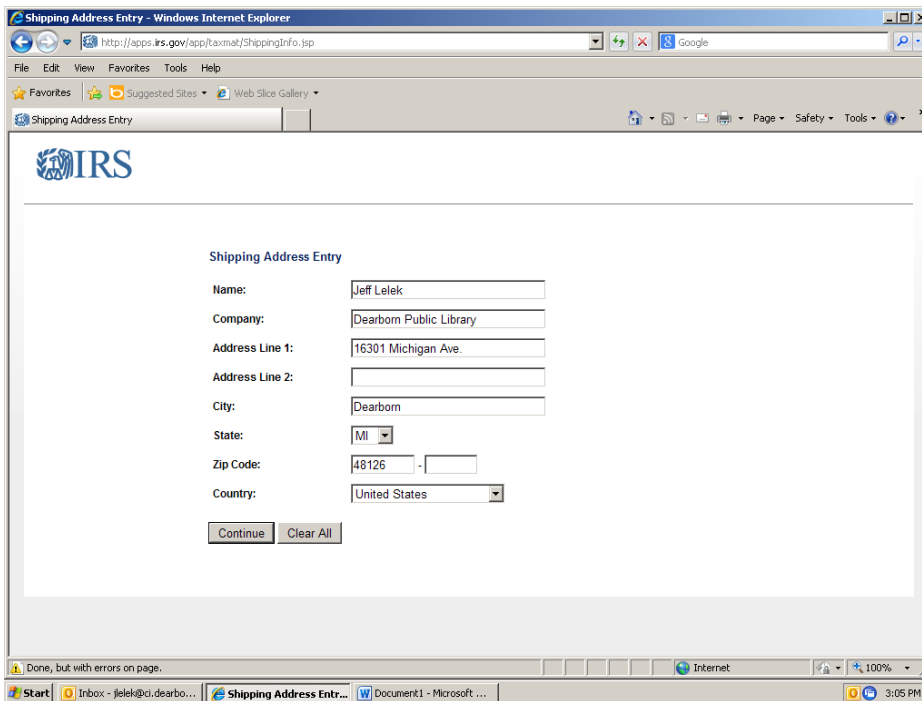 Shipping Address Entry - Windows Internet Explorer
http://apps.irs.gov/app/taxmat/ShippingInfo.jsp
Google
File Edit View Favorites Tools Help
Favorites Suggested Sites Web Slice Gallery
Shipping Address Entry
Page Safety Tools
IRS
Shipping Address Entry
Name: Jeff Lelek
Company: Dearborn Public Library
Address Line 1: 16301 Michigan Ave.
Address Line 2:
City: Dearborn
State: MI
Zip Code: 48126 -
Country: United States
Continue Clear All
Done, but with errors on page. Internet 100%
Start Inbox - jlelek@ci.dearbo... Shipping Address Entr... Document1 - Microsoft ... 3:05 PM